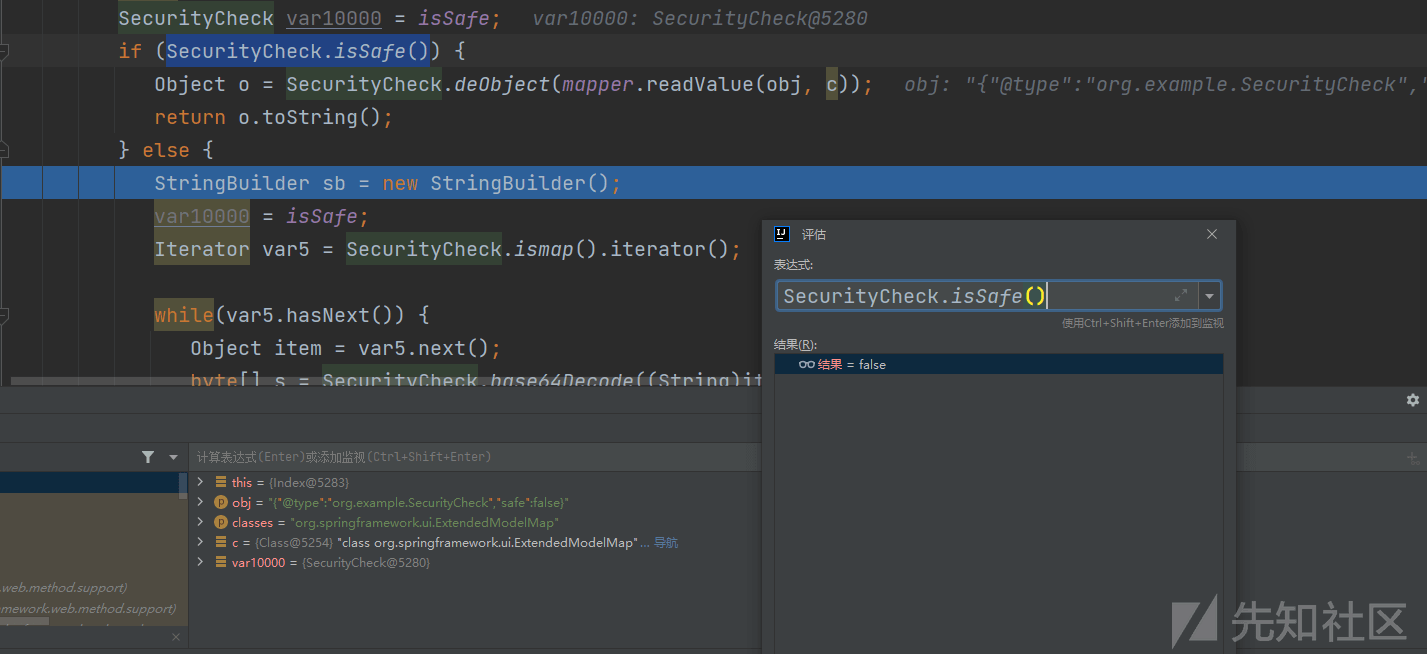 SecurityCheck var10000 = isSafe;   var10000: SecurityCheck@5280
if (SecurityCheck.isSafe()) {
Object o = SecurityCheck.deObject(mapper.readValue(obj, c));   obj: "{"@type":"org.example.SecurityCheck","
return o.toString();
} else {
StringBuilder sb = new StringBuilder();
var10000 = isSafe;
Iterator var5 = SecurityCheck.ismap().iterator();
while(var5.hasNext()) {
Object item = var5.next();
byte[] s = SecurityCheck.base64Decode((String)it
评估
表达式:
SecurityCheck.isSafe()
使用Ctrl+Shift+Enter添加到监视
结果(R):
结果 = false
计算表达式(Enter)或添加监视(Ctrl+Shift+Enter)
this = {Index@5283}
obj = "{"@type":"org.example.SecurityCheck","safe":false}"
classes = "org.springframework.ui.ExtendedModelMap"
c = {Class@5254} "class org.springframework.ui.ExtendedModelMap" ... 导航
var10000 = {SecurityCheck@5280}
.web.method.support)
mework.web.method.support)
先知社区